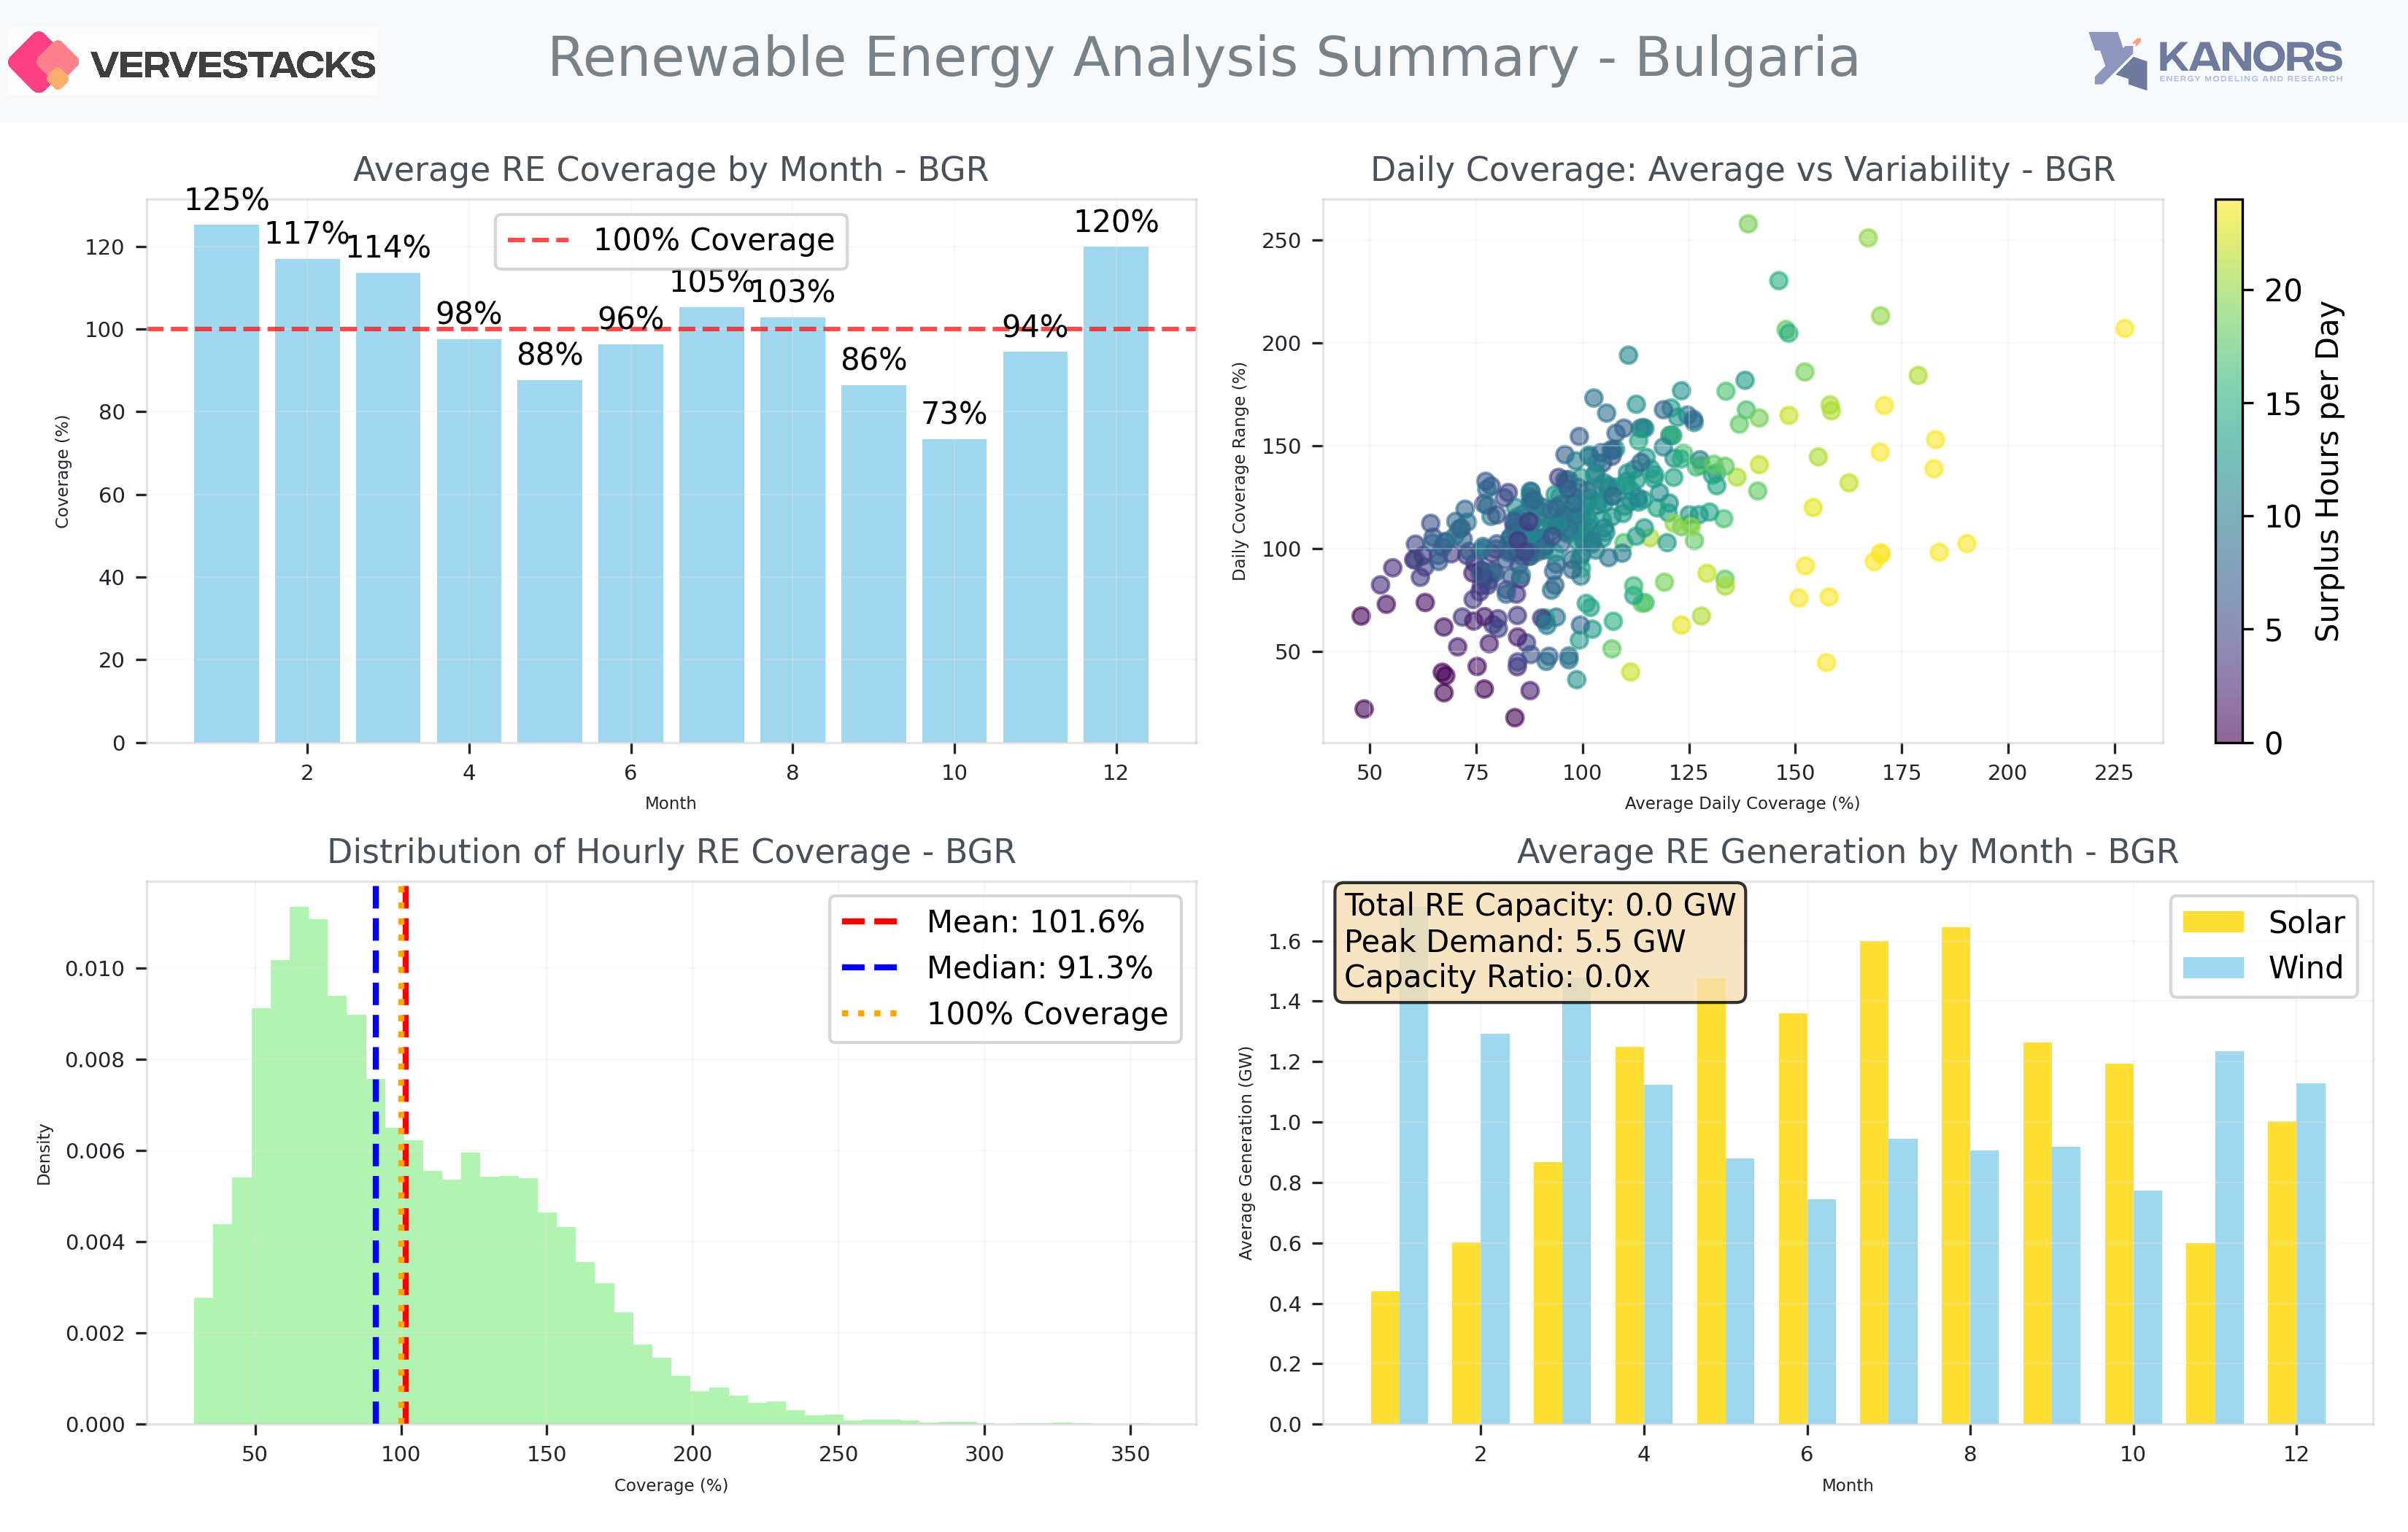 VERVESTACKS
Renewable Energy Analysis Summary - Bulgaria
KANORS
ENERGY MODELING AND RESEARCH
Average RE Coverage by Month - BGR
125%
117%
114%
98%
88%
96%
105%
103%
86%
73%
94%
120%
100% Coverage
Coverage (%)
0
20
40
60
80
100
120
2
4
6
8
10
12
Month
Daily Coverage: Average vs Variability - BGR
Daily Coverage Range (%)
50
100
150
200
250
50
75
100
125
150
175
200
225
Average Daily Coverage (%)
0
5
10
15
20
Surplus Hours per Day
Distribution of Hourly RE Coverage - BGR
Mean: 101.6%
Median: 91.3%
100% Coverage
Density
0.000
0.002
0.004
0.006
0.008
0.010
50
100
150
200
250
300
350
Coverage (%)
Average RE Generation by Month - BGR
Total RE Capacity: 0.0 GW
Peak Demand: 5.5 GW
Capacity Ratio: 0.0x
Solar
Wind
Average Generation (GW)
0.0
0.2
0.4
0.6
0.8
1.0
1.2
1.4
1.6
2
4
6
8
10
12
Month